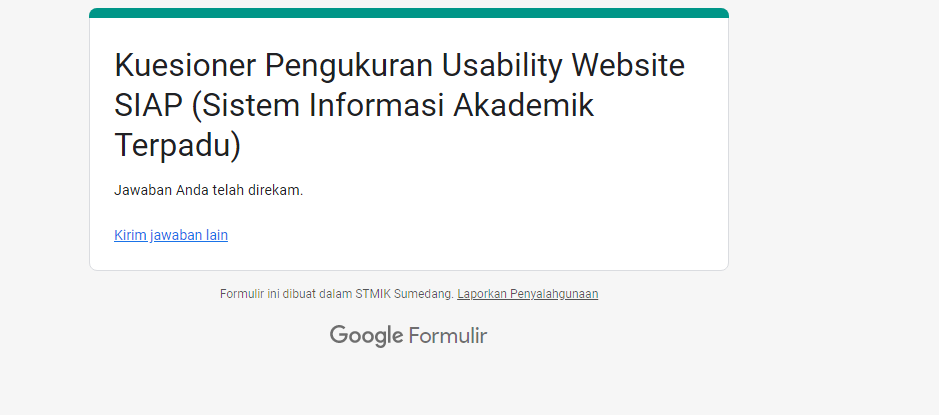 Kuesioner Pengukuran Usability Website
SIAP (Sistem Informasi Akademik
Terpadu)
Jawaban Anda telah direkam.
Kirim jawaban lain
Formulir ini dibuat dalam STMIK Sumedang. Laporkan Penyalahgunaan
Google Formulir